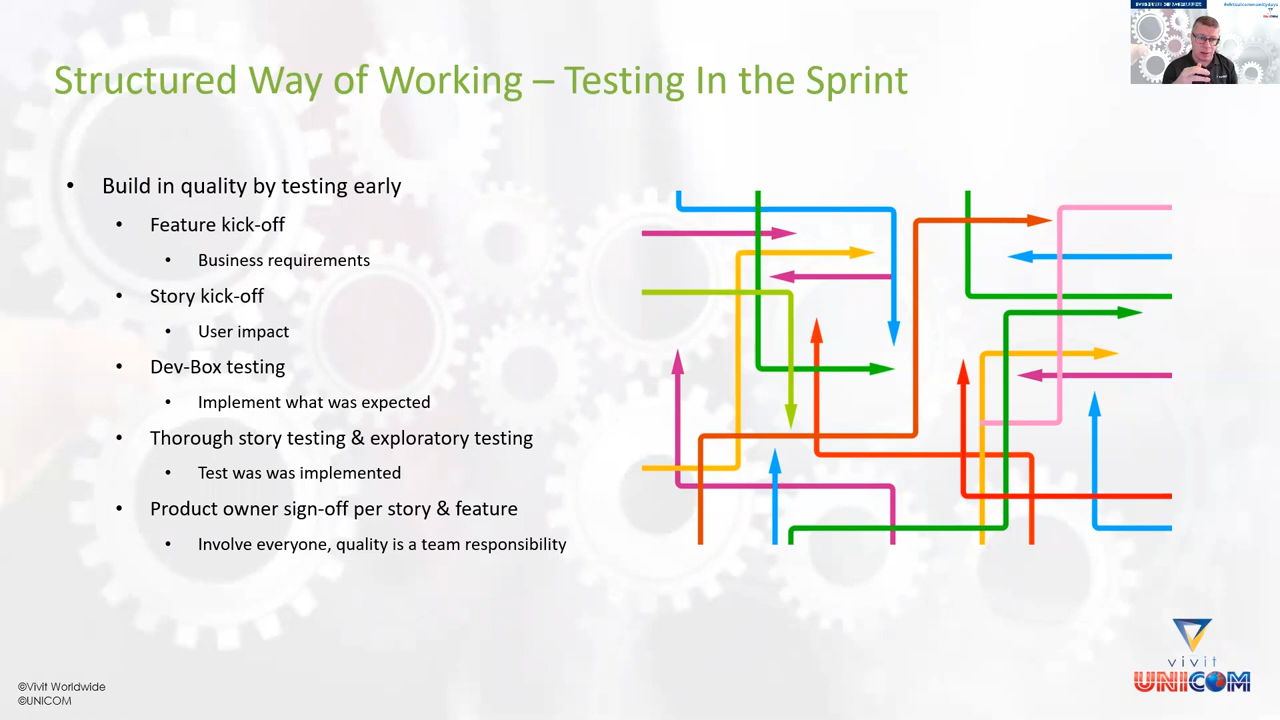 #virtualcommunitydays
Structured Way of Working – Testing In the Sprint
• Build in quality by testing early
• Feature kick-off
• Business requirements
• Story kick-off
• User impact
• Dev-Box testing
• Implement what was expected
• Thorough story testing & exploratory testing
• Test was was implemented
• Product owner sign-off per story & feature
• Involve everyone, quality is a team responsibility
vivit
UNICOM
©Vivit Worldwide
©UNICOM